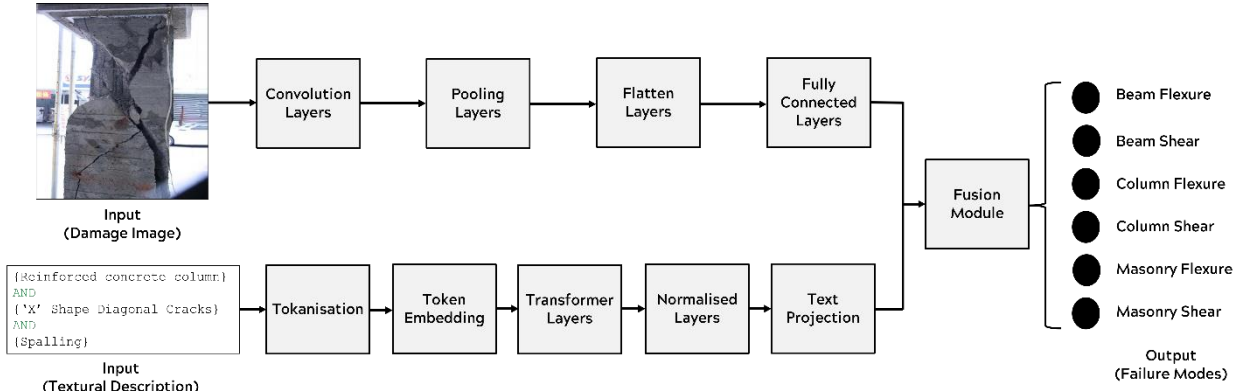 Convolution
Layers
Pooling
Layers
Flatten
Layers
Fully
Connected
Layers
Input
(Damage Image)
{Reinforced concrete column}
AND
{'X' Shape Diagonal Cracks}
AND
{Spalling}
Input
(Textural Description)
Tokanisation
Token
Embedding
Transformer
Layers
Normalised
Layers
Text
Projection
Fusion
Module
Beam Flexure
Beam Shear
Column Flexure
Column Shear
Masonry Flexure
Masonry Shear
Output
(Failure Modes)